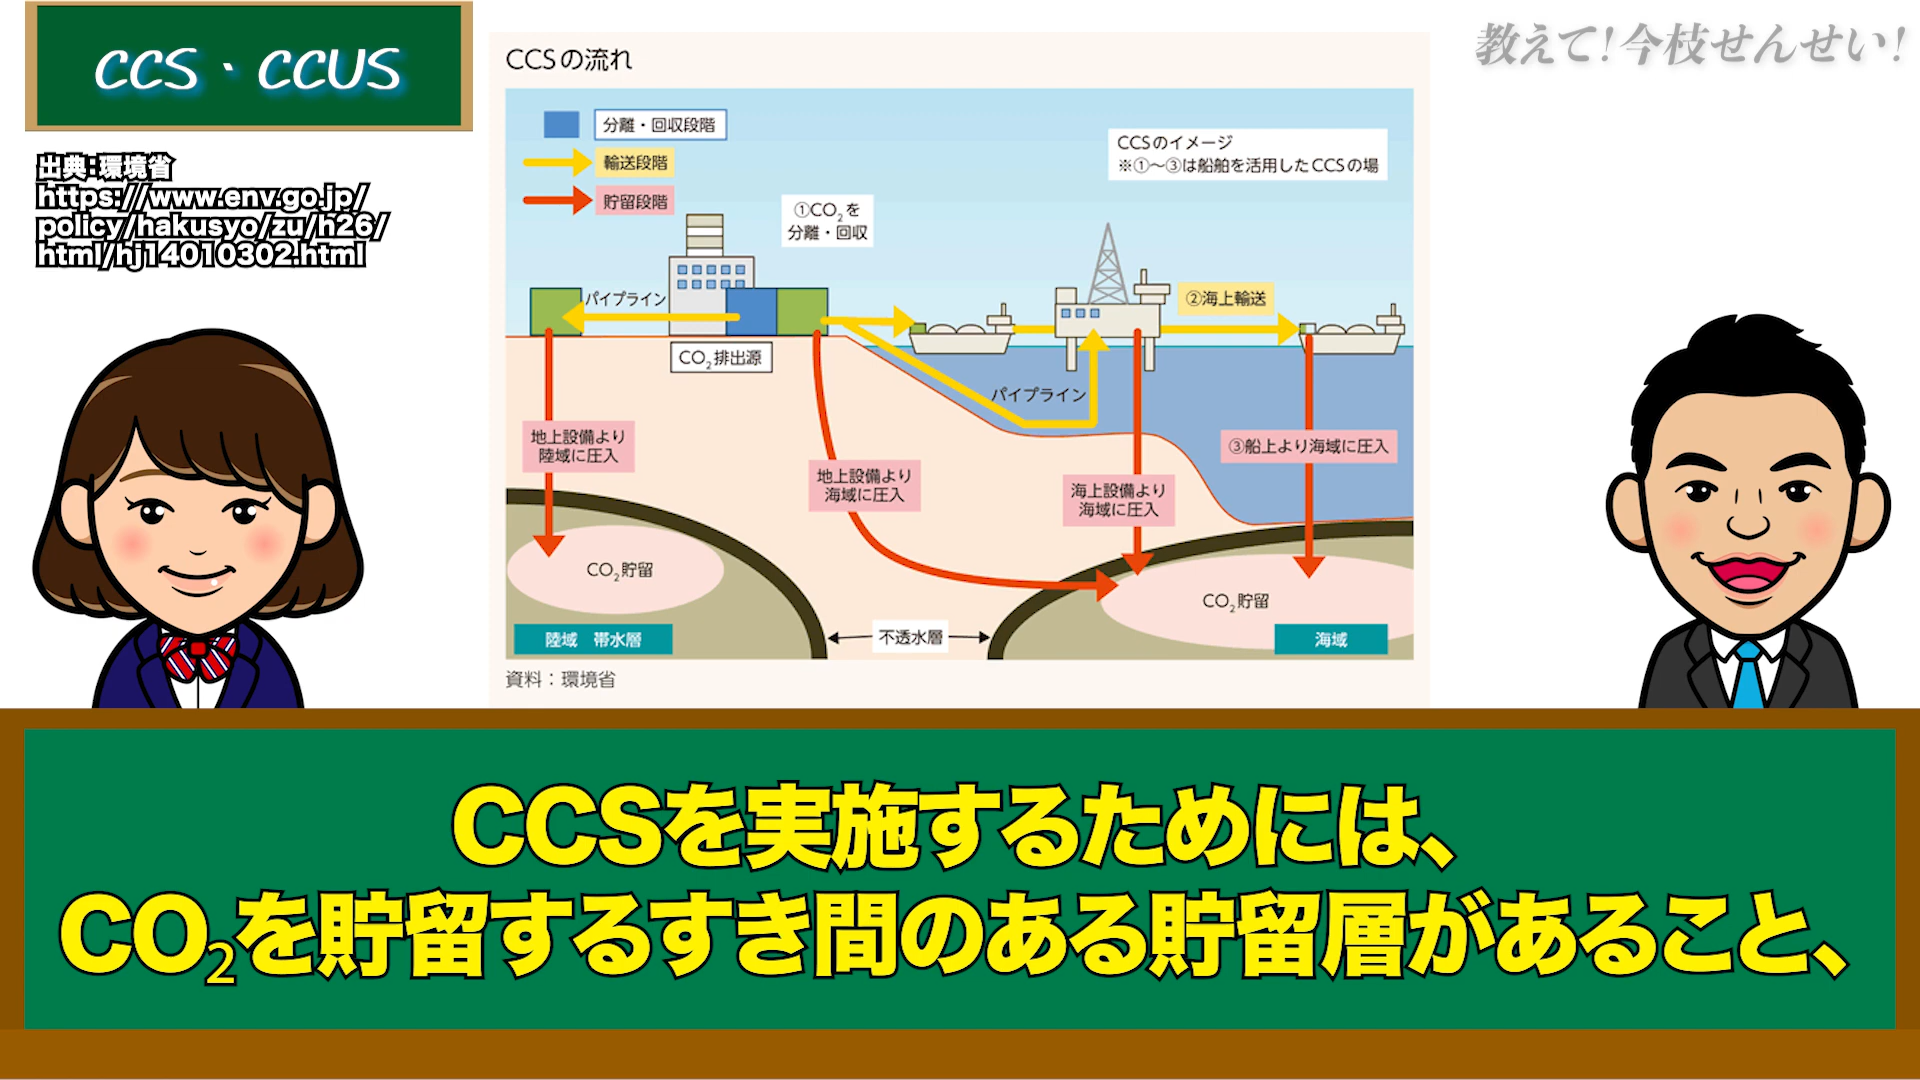 CCS・CCUS
教えて！今枝せんせい！
出典：環境省
https://www.env.go.jp/
policy/hakusyo/zu/h26/
html/hj14010302.html
CCSの流れ
分離・回収段階
輸送段階
貯留段階
CCSのイメージ
※①～③は船舶を活用したCCSの場
①CO₂を
分離・回収
パイプライン
②海上輸送
CO₂排出源
パイプライン
地上設備より
陸域に圧入
地上設備より
海域に圧入
海上設備より
海域に圧入
③船上より海域に圧入
CO₂貯留
CO₂貯留
陸域 帯水層
不透水層
海域
資料：環境省
CCSを実施するためには、
CO₂を貯留するすき間のある貯留層があること、